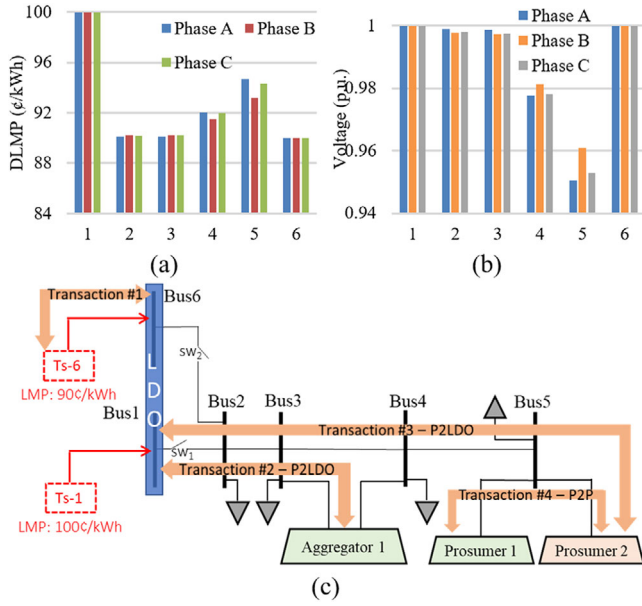 100
96
92
88
84
DLMP (¢/kWh)
Phase A
Phase B
Phase C
1 2 3 4 5 6
(a)
1
0.98
0.96
0.94
Voltage (p.u.)
Phase A
Phase B
Phase C
1 2 3 4 5 6
(b)
Transaction #1
Bus6
Ts-6
LMP: 90¢/kWh
SW2
LDO
Bus1
Bus2
Bus3
Bus4
Bus5
Transaction #3 – P2LDO
SW1
Transaction #2 – P2LDO
Ts-1
LMP: 100¢/kWh
Transaction #4 – P2P
Aggregator 1
Prosumer 1
Prosumer 2
(c)